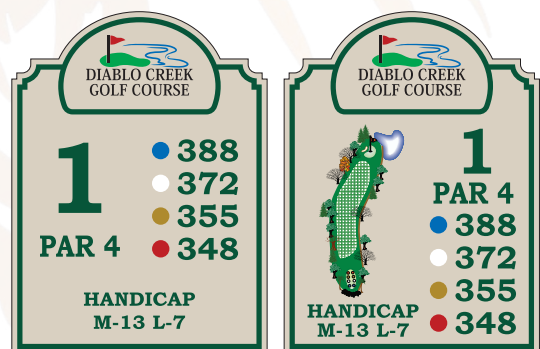 DIABLO CREEK
GOLF COURSE
1
PAR 4
388
372
355
348
HANDICAP
M-13 L-7
DIABLO CREEK
GOLF COURSE
1
PAR 4
388
372
355
348
HANDICAP
M-13 L-7